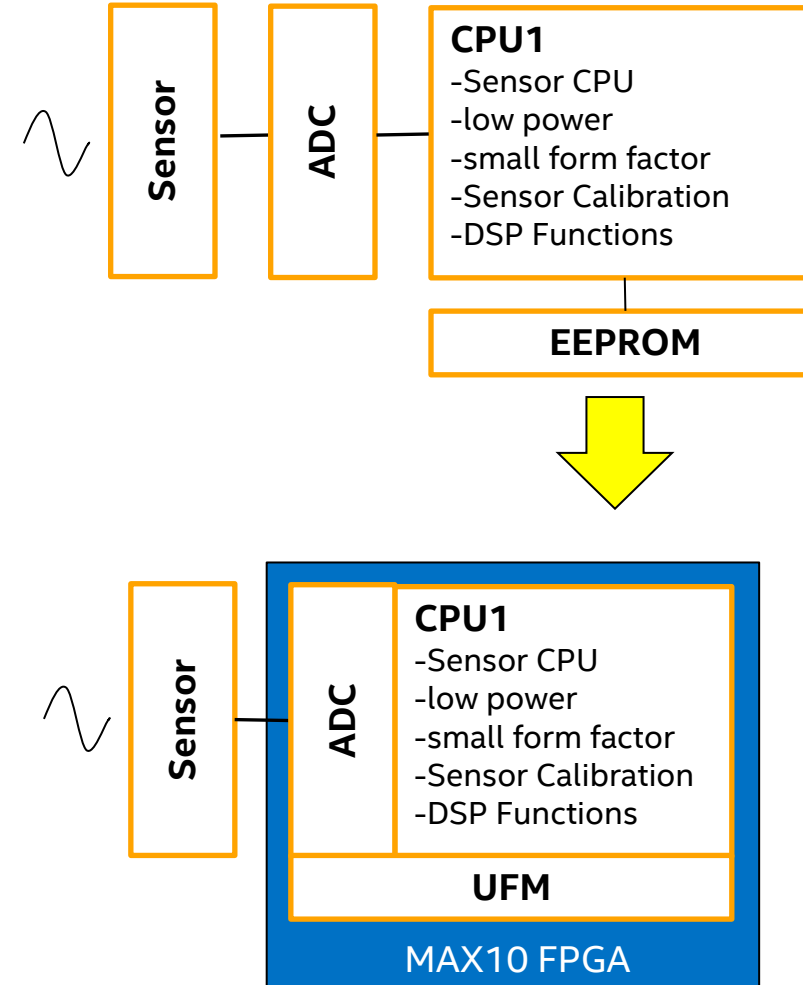 Sensor
ADC
CPU1
-Sensor CPU
-low power
-small form factor
-Sensor Calibration
-DSP Functions
EEPROM
Sensor
ADC
CPU1
-Sensor CPU
-low power
-small form factor
-Sensor Calibration
-DSP Functions
UFM
MAX10 FPGA